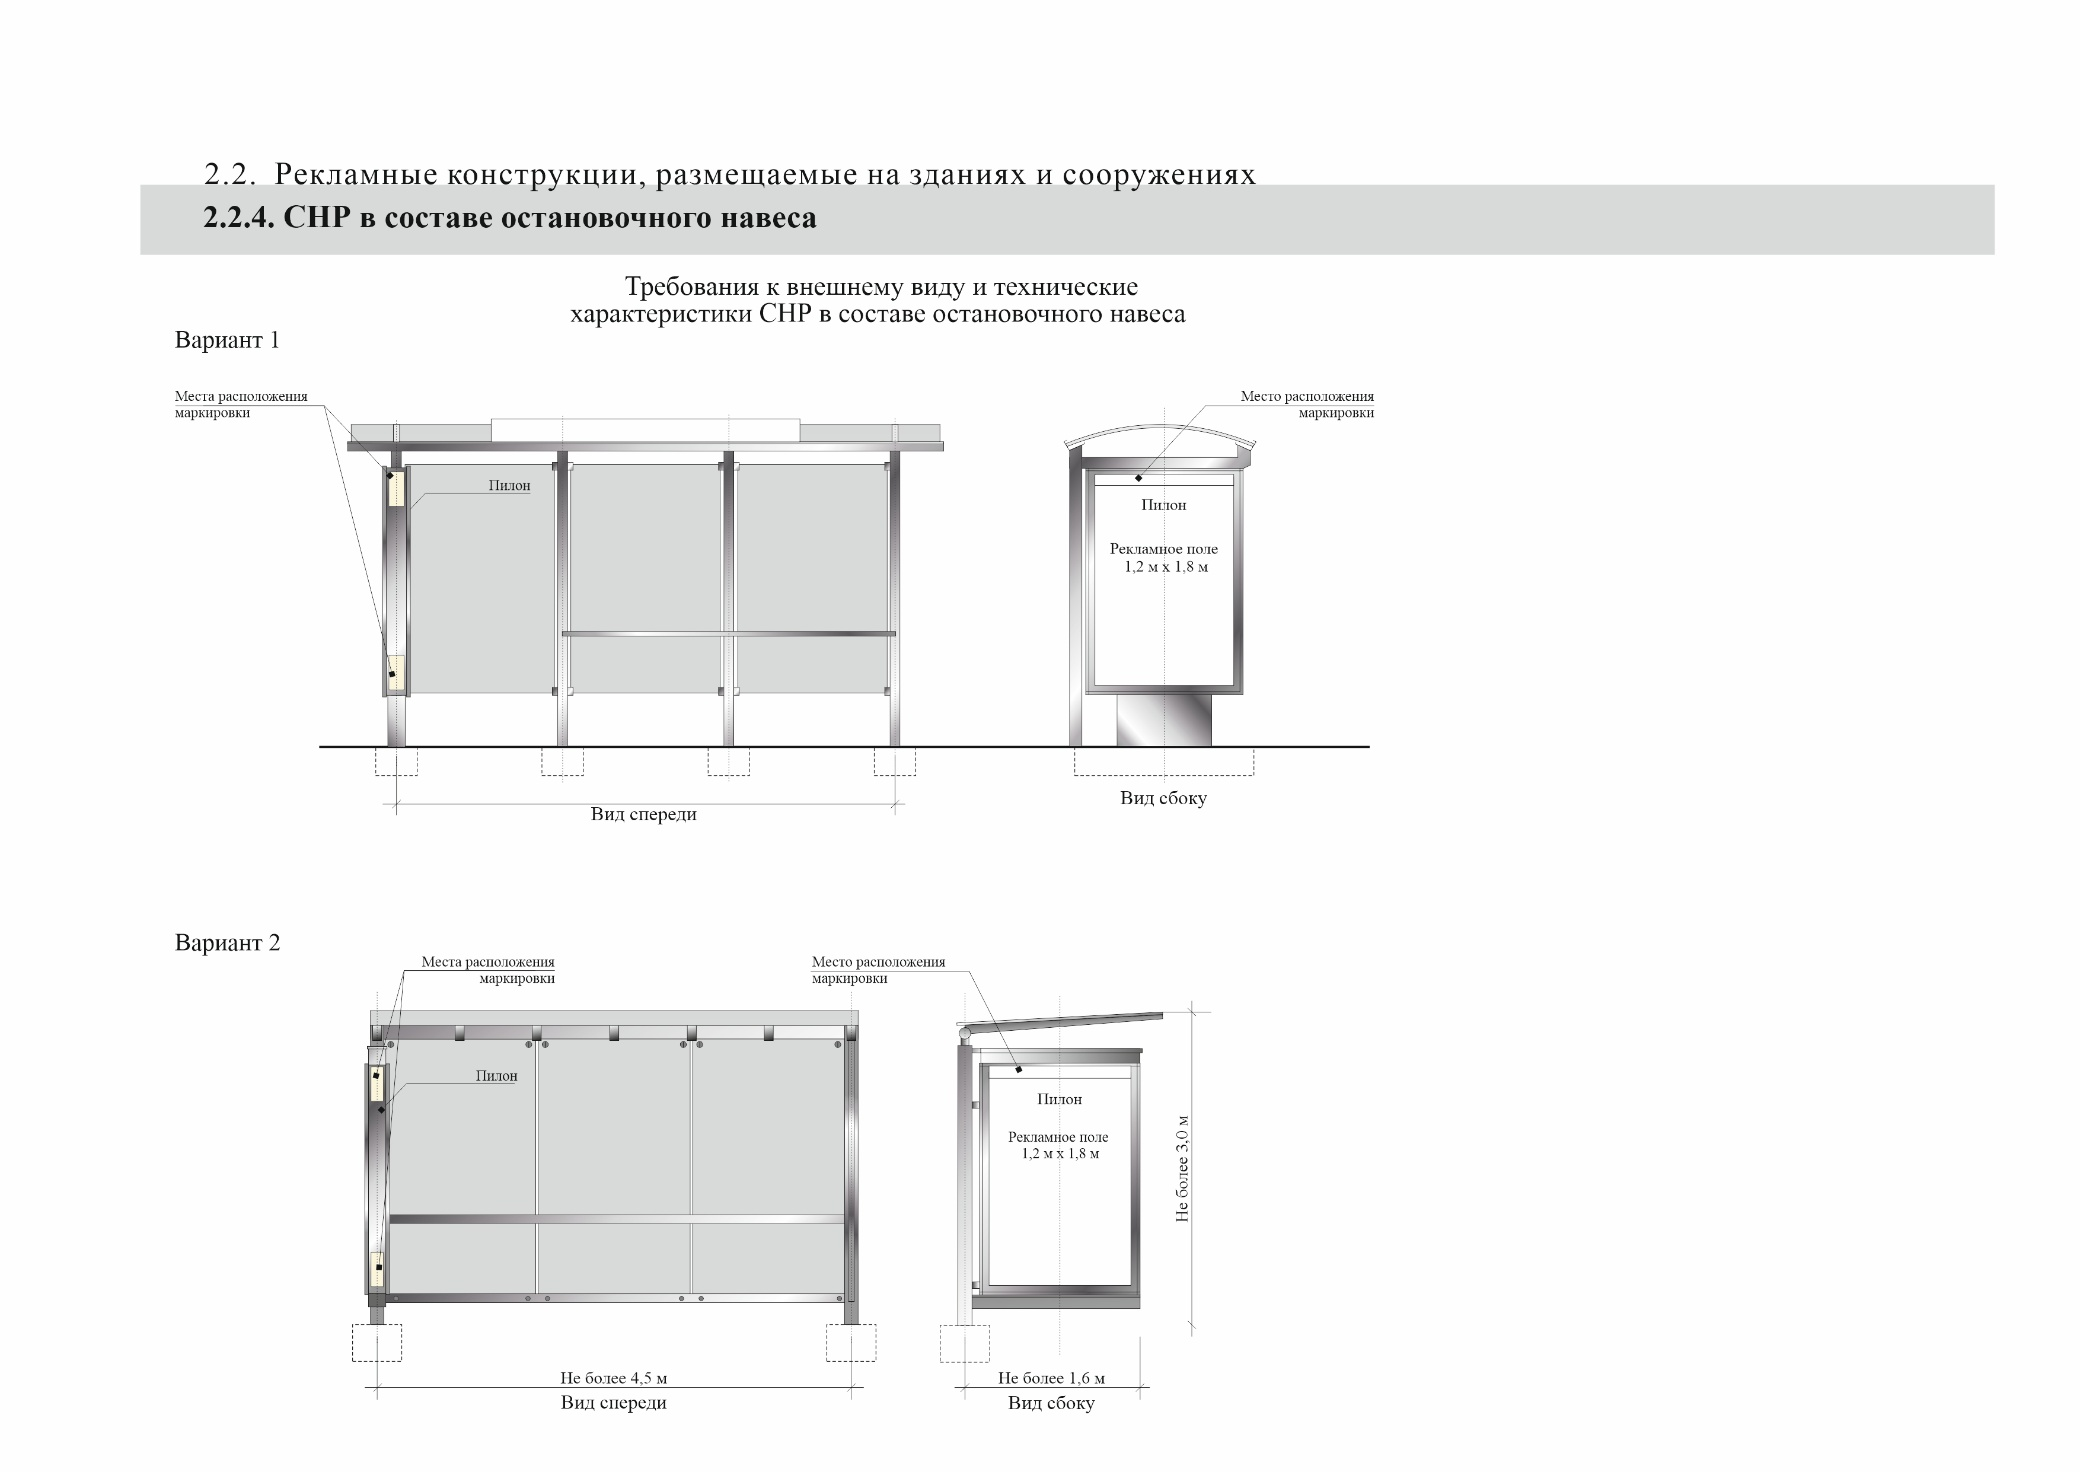 2.2. Рекламные конструкции, размещаемые на зданиях и сооружениях
2.2.4. СНР в составе остановочного навеса
Требования к внешнему виду и технические
характеристики СНР в составе остановочного навеса
Вариант 1
Места расположения
маркировки
Пилон
Место расположения
маркировки
Пилон
Рекламное поле
1,2 м х 1,8 м
Вид спереди
Вид сбоку
Вариант 2
Места расположения
маркировки
Пилон
Место расположения
маркировки
Пилон
Рекламное поле
1,2 м х 1,8 м
Не более 3,0 м
Не более 4,5 м
Вид спереди
Не более 1,6 м
Вид сбоку